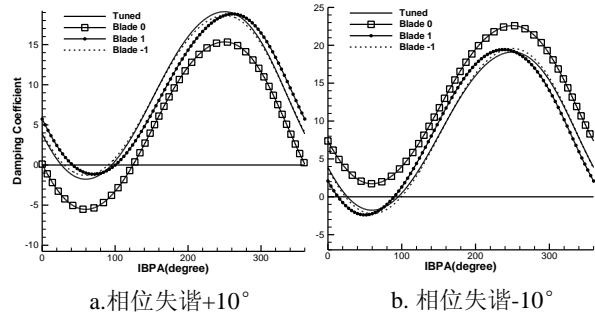 Tuned
Blade 0
Blade 1
Blade -1
Damping Coefficient
15
10
5
0
-5
-10
0
100
200
300
IBPA(degree)
a.相位失谐+10°
Tuned
Blade 0
Blade 1
Blade -1
25
20
15
10
5
0
-5
0
100
200
300
IBPA(degree)
b. 相位失谐-10°